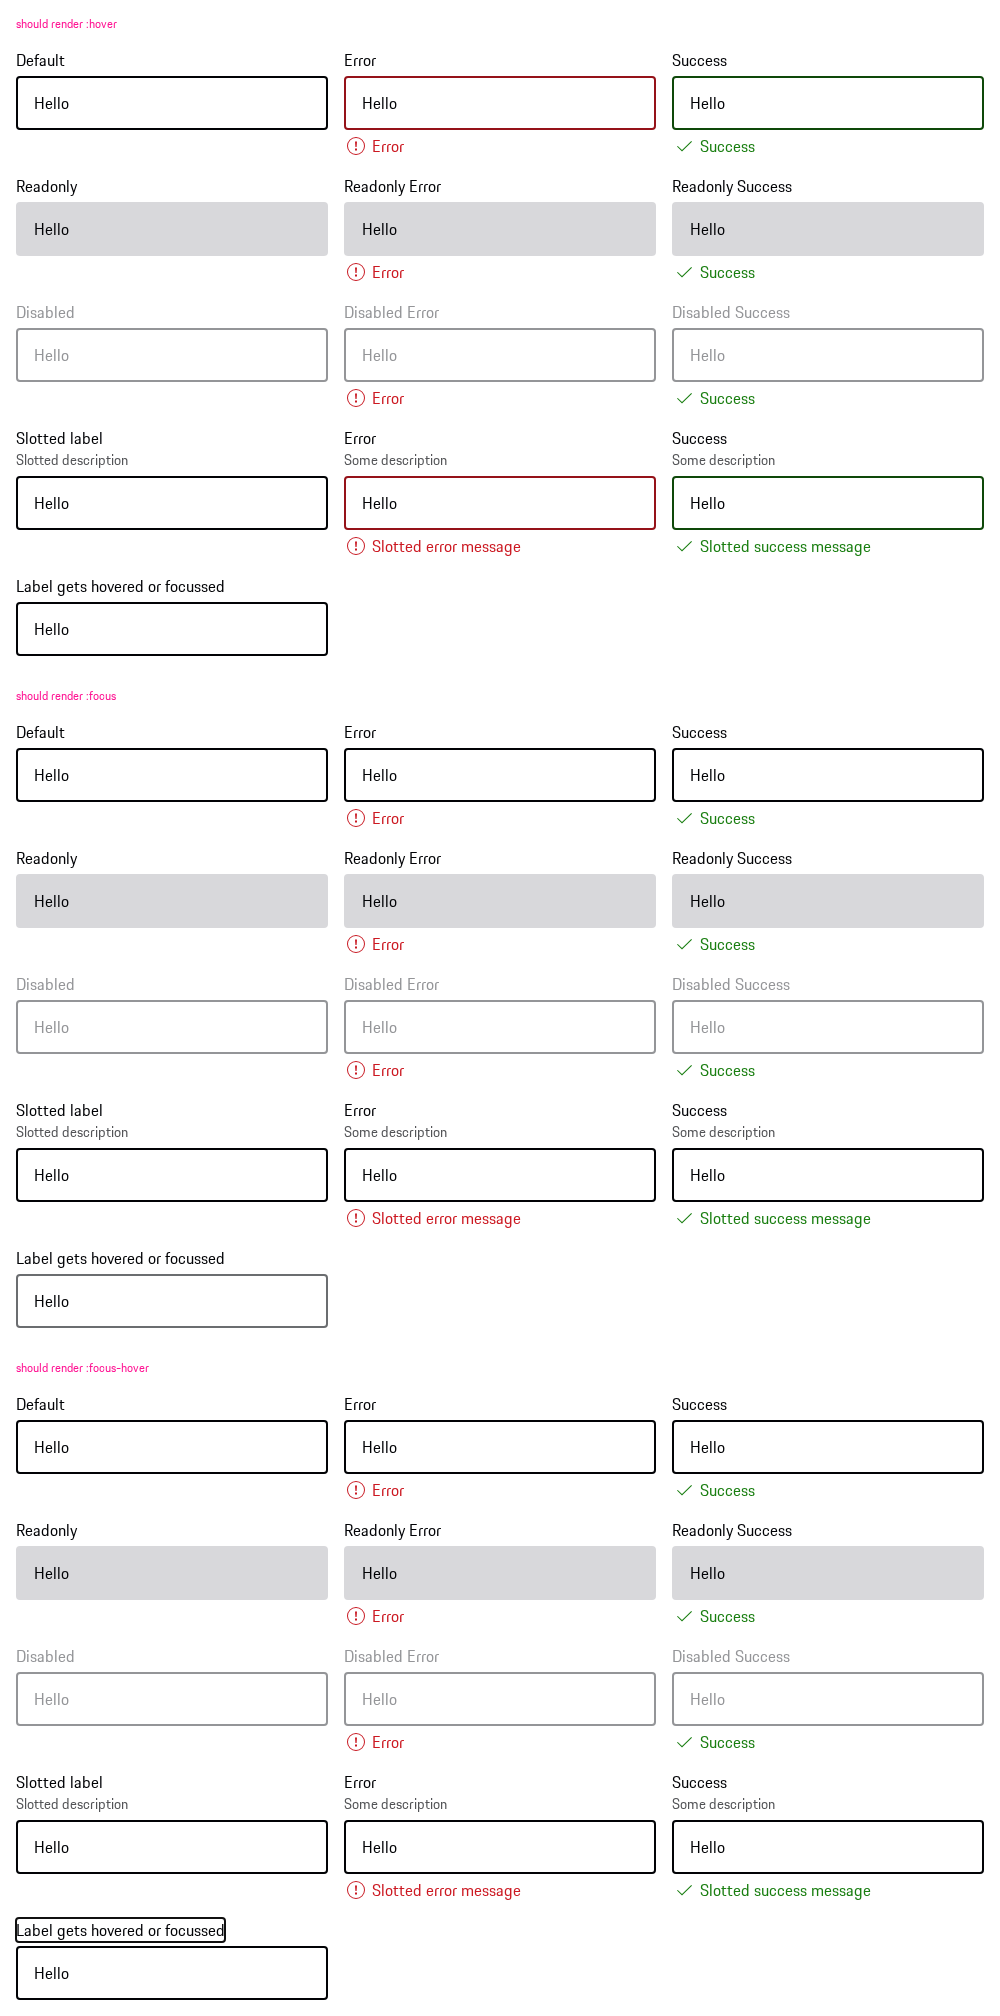 should render :hover
Default Error Success
Hello Hello Hello
Error Success
Readonly Readonly Error Readonly Success
Hello Hello Hello
Error Success
Disabled Disabled Error Disabled Success
Hello Hello Hello
Error Success
Slotted label Error Success
Slotted description Some description Some description
Hello Hello Hello
Slotted error message Slotted success message
Label gets hovered or focussed
Hello
should render :focus
Default Error Success
Hello Hello Hello
Error Success
Readonly Readonly Error Readonly Success
Hello Hello Hello
Error Success
Disabled Disabled Error Disabled Success
Hello Hello Hello
Error Success
Slotted label Error Success
Slotted description Some description Some description
Hello Hello Hello
Slotted error message Slotted success message
Label gets hovered or focussed
Hello
should render :focus-hover
Default Error Success
Hello Hello Hello
Error Success
Readonly Readonly Error Readonly Success
Hello Hello Hello
Error Success
Disabled Disabled Error Disabled Success
Hello Hello Hello
Error Success
Slotted label Error Success
Slotted description Some description Some description
Hello Hello Hello
Slotted error message Slotted success message
Label gets hovered or focussed
Hello